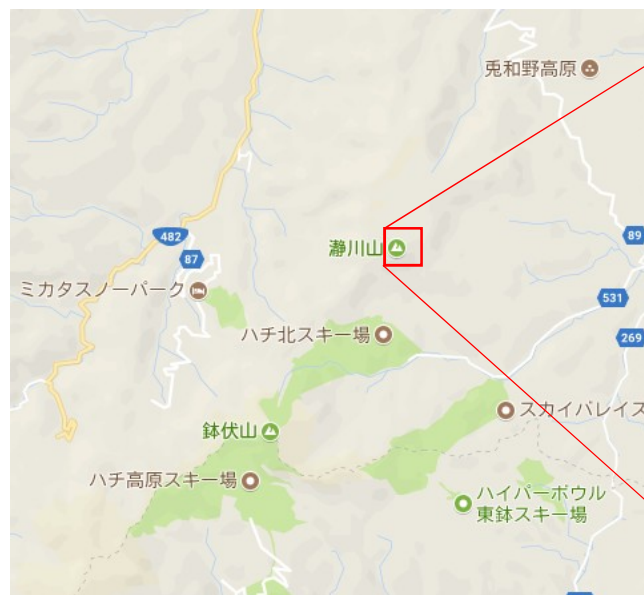 兎和野高原
482
瀞川山
89
87
ミカタスノーパーク
531
ハチ北スキー場
269
スカイバレイス
鉢伏山
ハチ高原スキー場
ハイパーボウル
東鉢スキー場